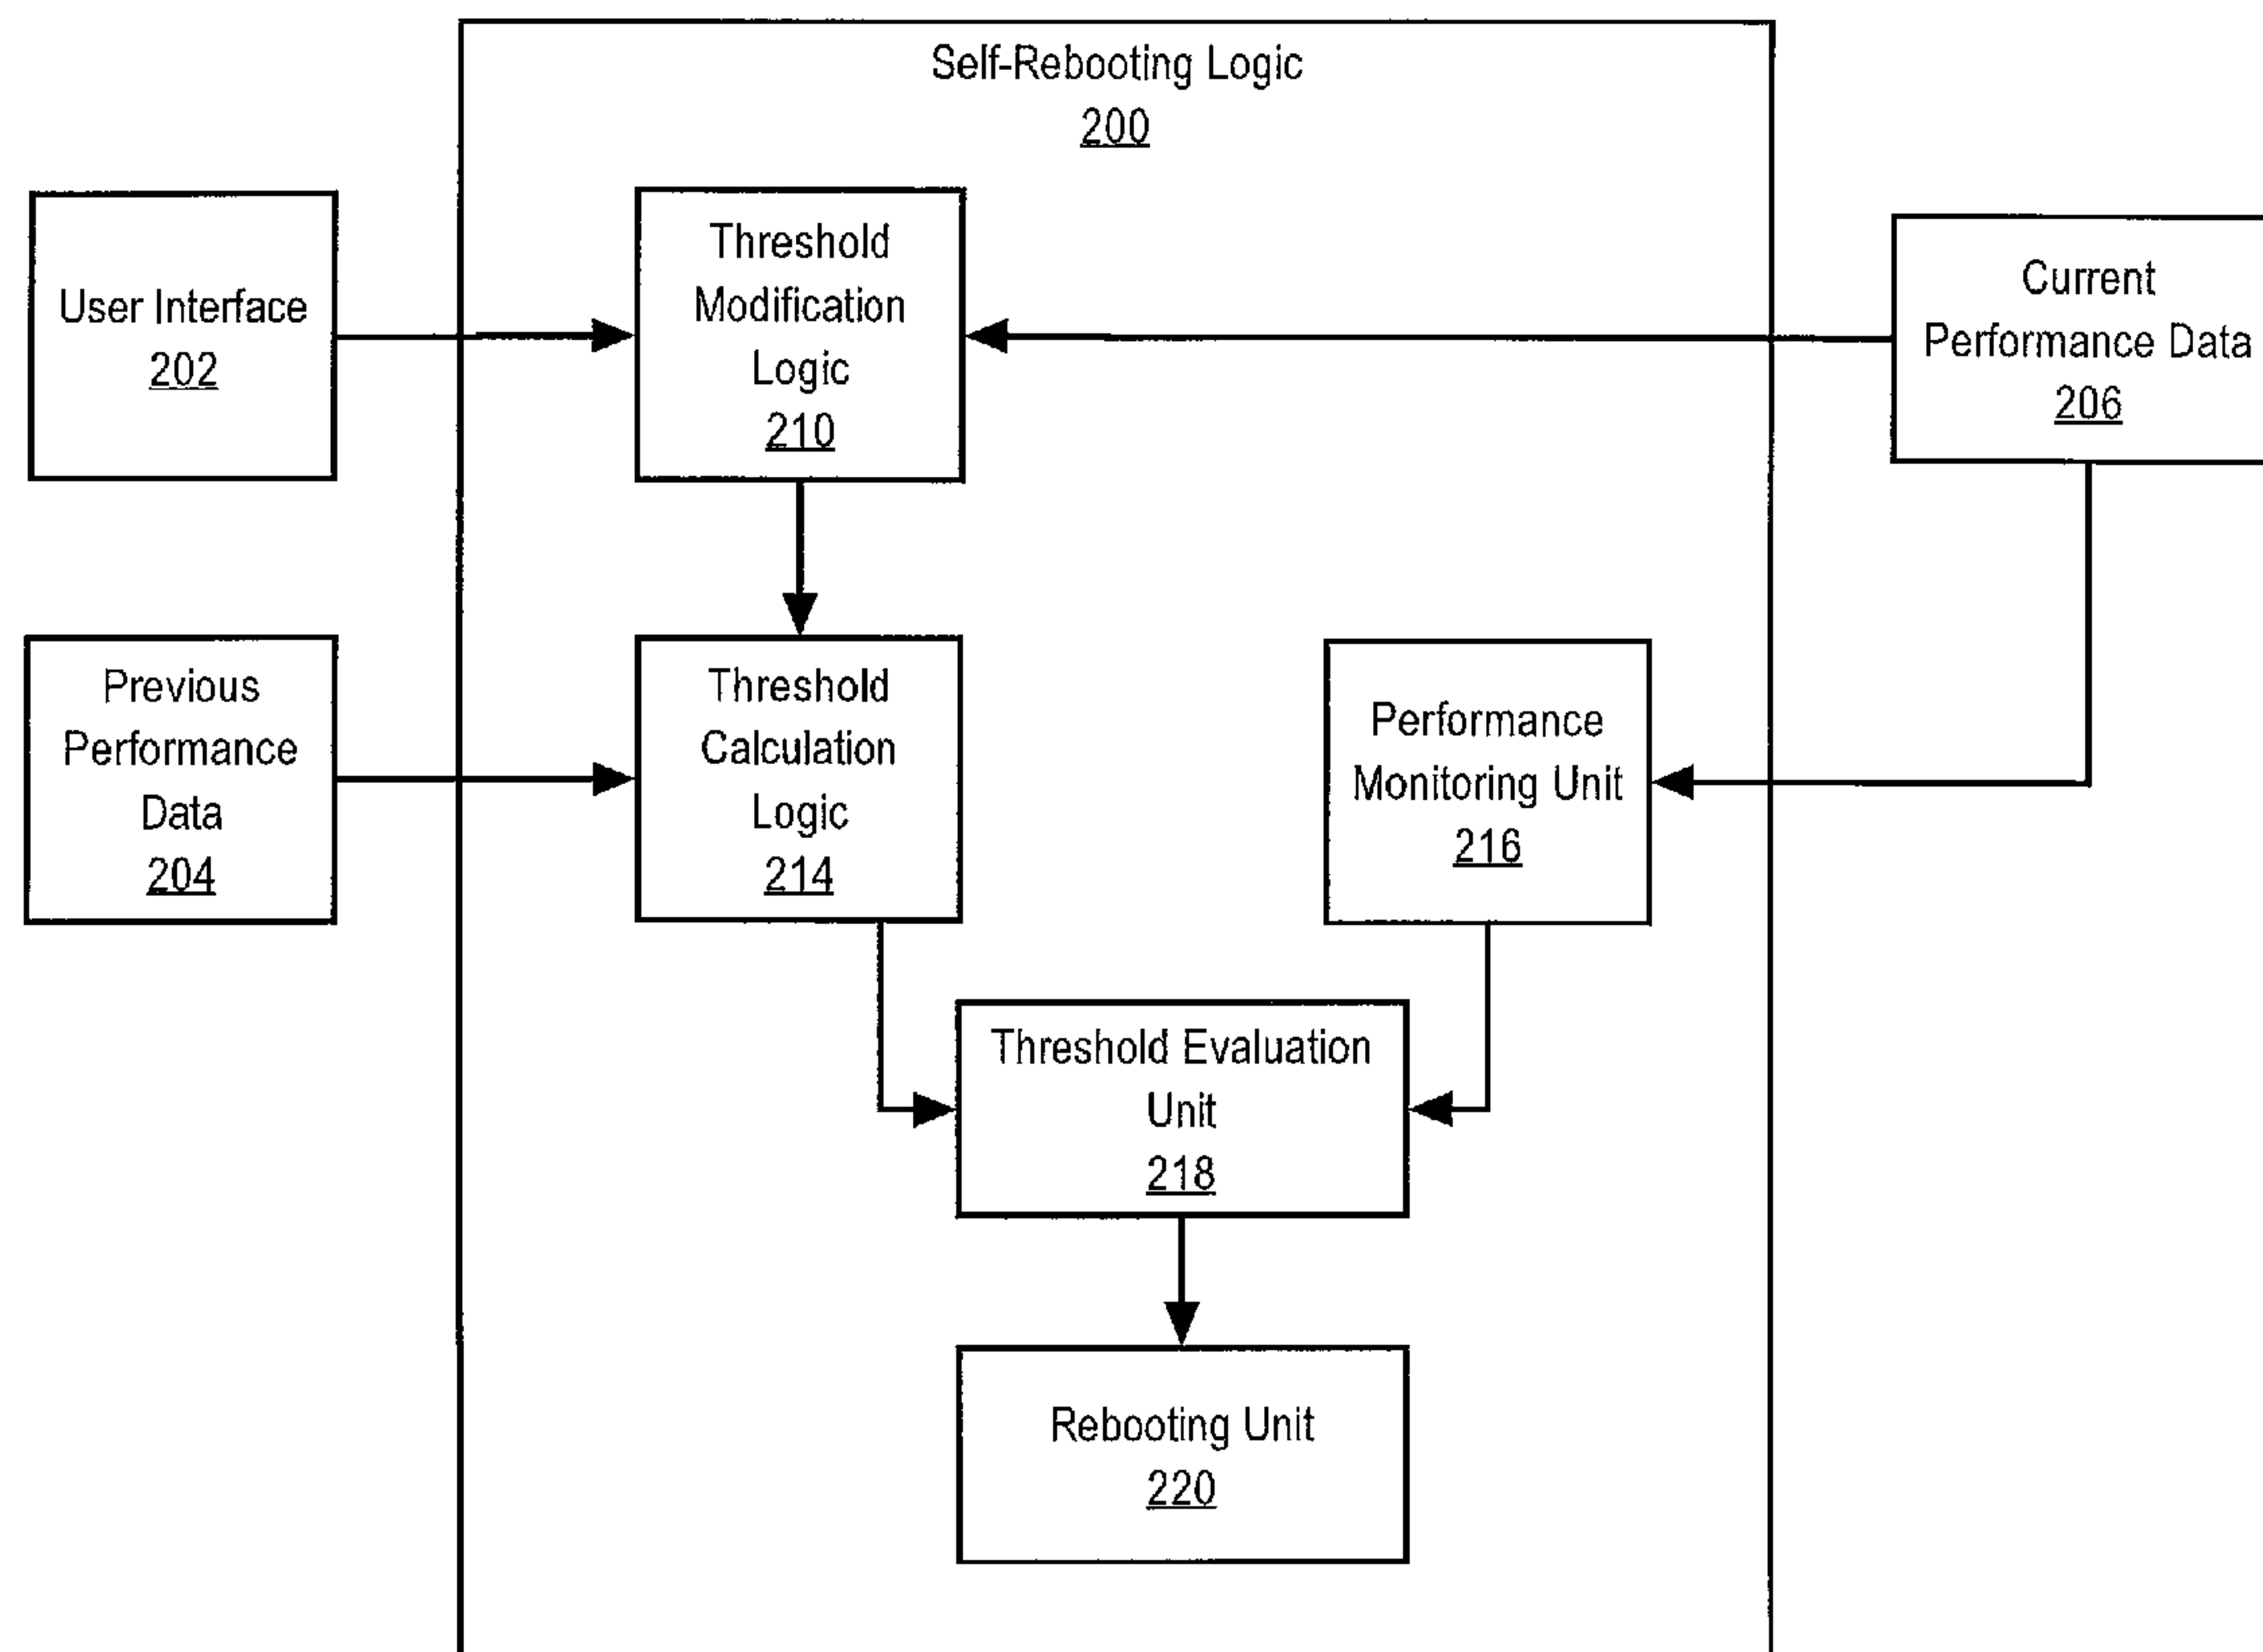 Self-Rebooting Logic
200
User Interface
202
Threshold
Modification
Logic
210
Current
Performance Data
206
Previous
Performance
Data
204
Threshold
Calculation
Logic
214
Performance
Monitoring Unit
216
Threshold Evaluation
Unit
218
Rebooting Unit
220